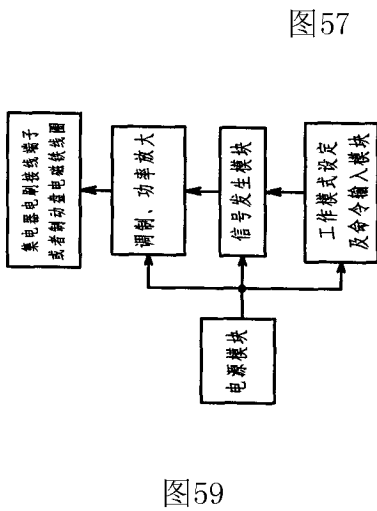 图57
集电器电刷接线端子
或者制动盘电磁铁线圈
调制、功率放大
信号发生模块
工作模式设定
及命令输入模块
电源模块
图59